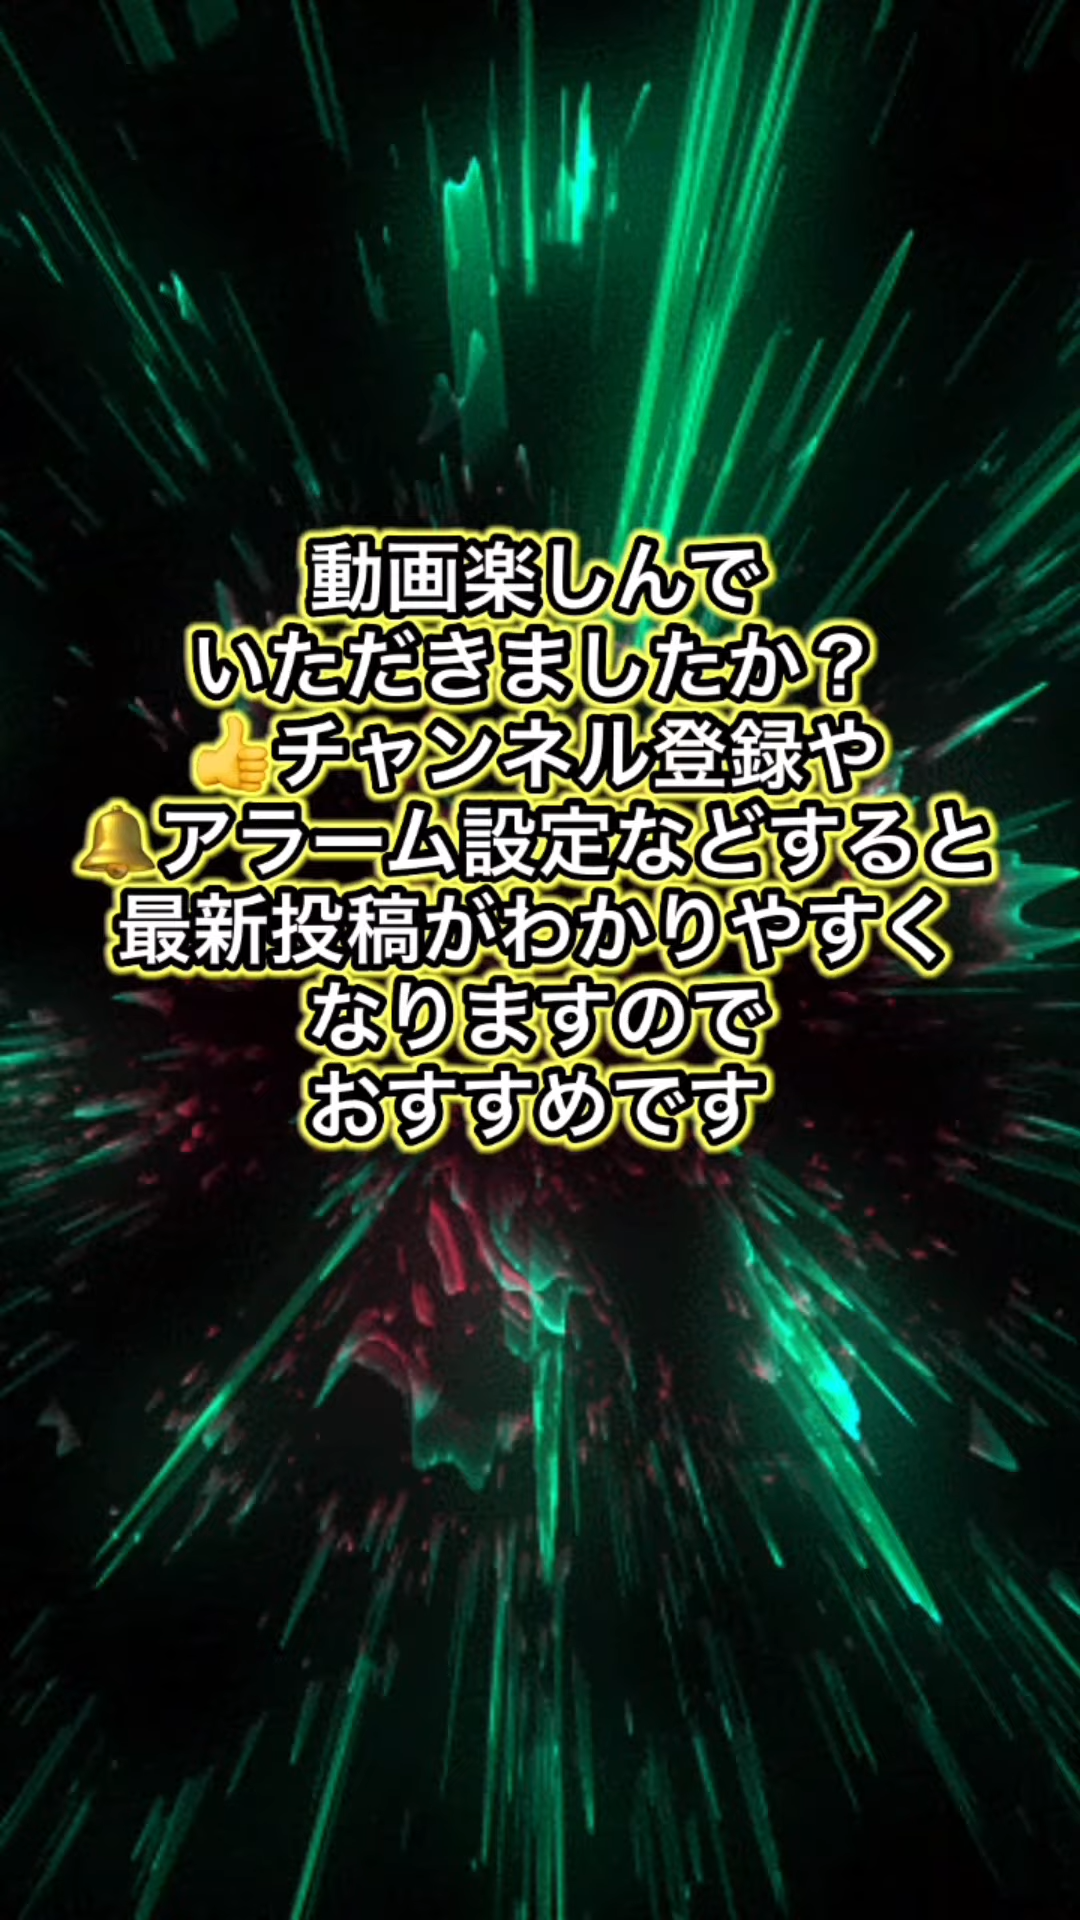 動画楽しんで
いただきましたか？
👍チャンネル登録や
🔔アラーム設定などすると
最新投稿がわかりやすく
なりますので
おすすめです